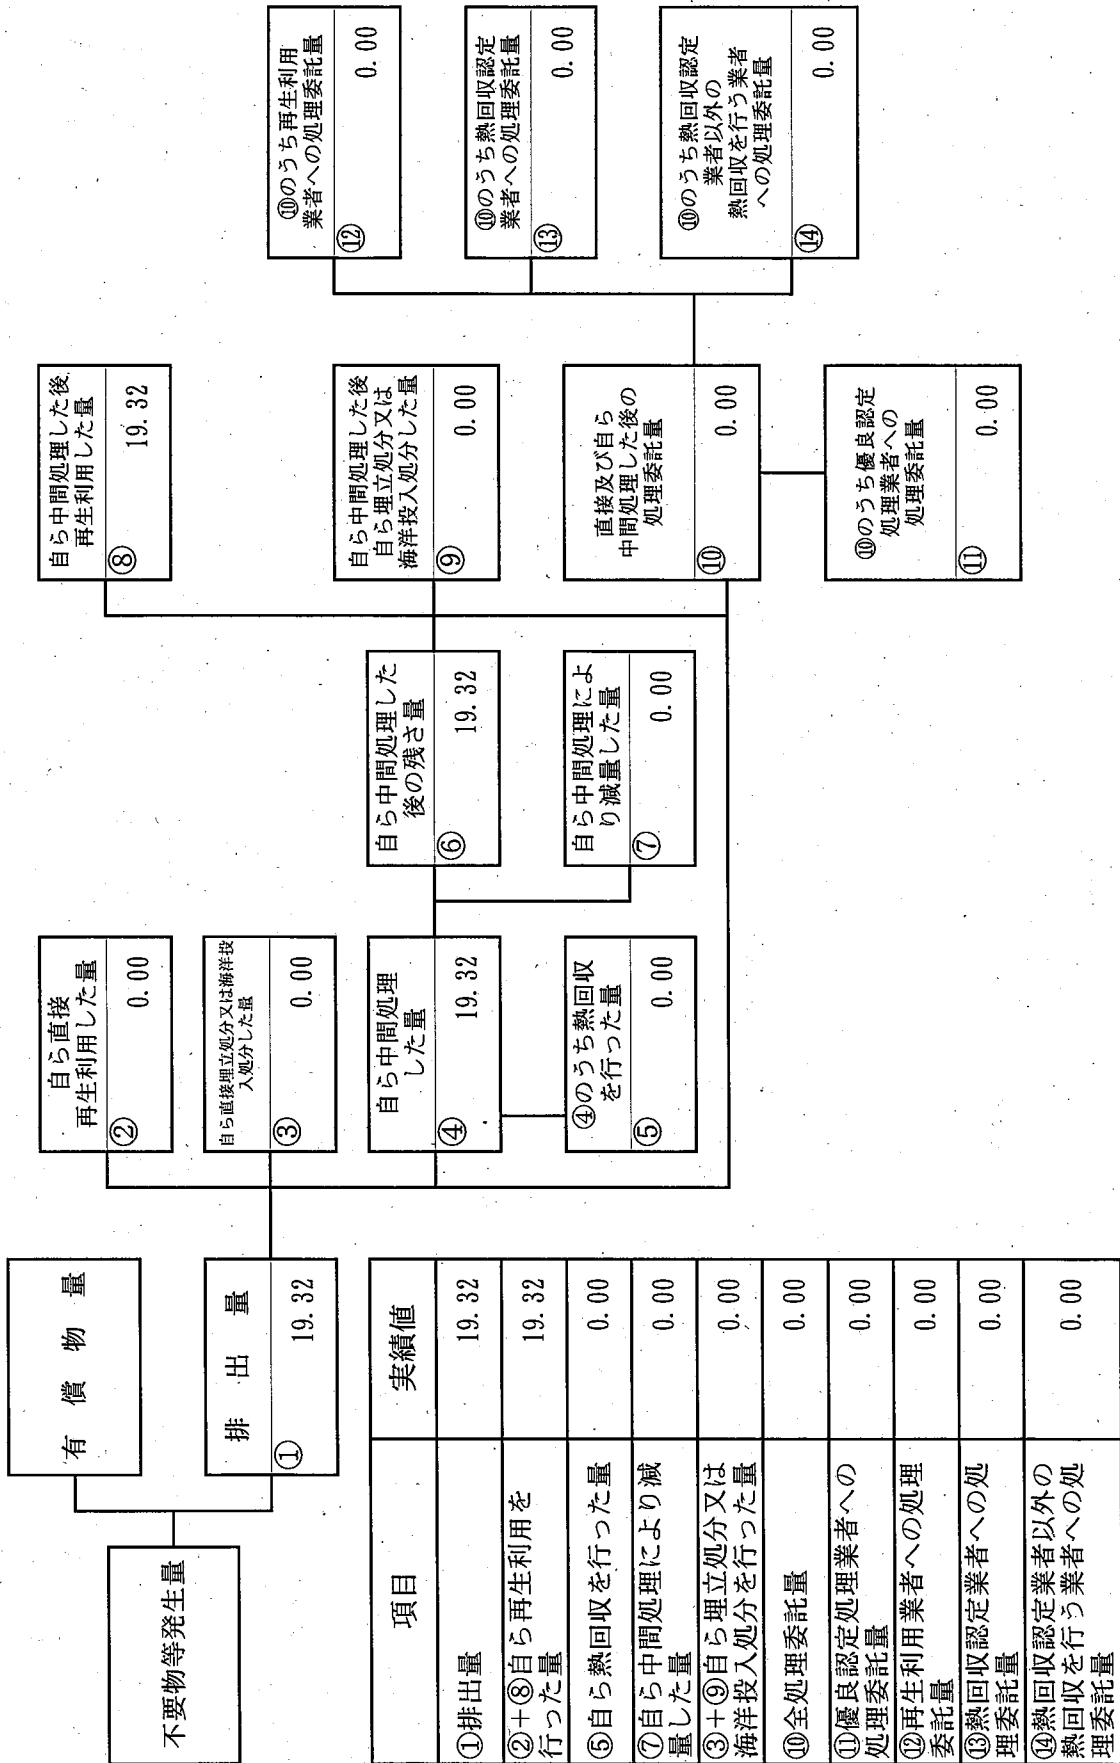 不要物等発生量
有償物量
排出量
①
19.32
自ら直接
再生利用した量
②
0.00
自ら直接埋立処分又は海洋投
入処分した量
③
0.00
自ら中間処理
した量
④
19.32
④のうち熱回収
を行った量
⑤
0.00
自ら中間処理した
後の残さ量
⑥
19.32
自ら中間処理によ
り減量した量
⑦
0.00
自ら中間処理した後
再生利用した量
⑧
19.32
自ら中間処理した後
自ら埋立処分又は
海洋投入処分した量
⑨
0.00
直接及び自ら
中間処理した後の
処理委託量
⑩
0.00
⑩のうち優良認定
処理業者への
処理委託量
⑪
0.00
⑩のうち再生利用
業者への処理委託量
⑫
0.00
⑩のうち熱回収認定
業者への処理委託量
⑬
0.00
⑩のうち熱回収認定
業者以外の
熱回収を行う業者
への処理委託量
⑭
0.00
項目 実績値
①排出量 19.32
②+⑧自ら再生利用を
行った量 19.32
⑤自ら熱回収を行った量 0.00
⑦自ら中間処理により減
量した量 0.00
③+⑨自ら埋立処分又は
海洋投入処分を行った量 0.00
⑩全処理委託量 0.00
⑪優良認定処理業者への
処理委託量 0.00
⑫再生利用業者への処理
委託量 0.00
⑬熱回収認定業者への処
理委託量 0.00
⑭熱回収認定業者以外の
熱回収を行う業者への処
理委託量 0.00